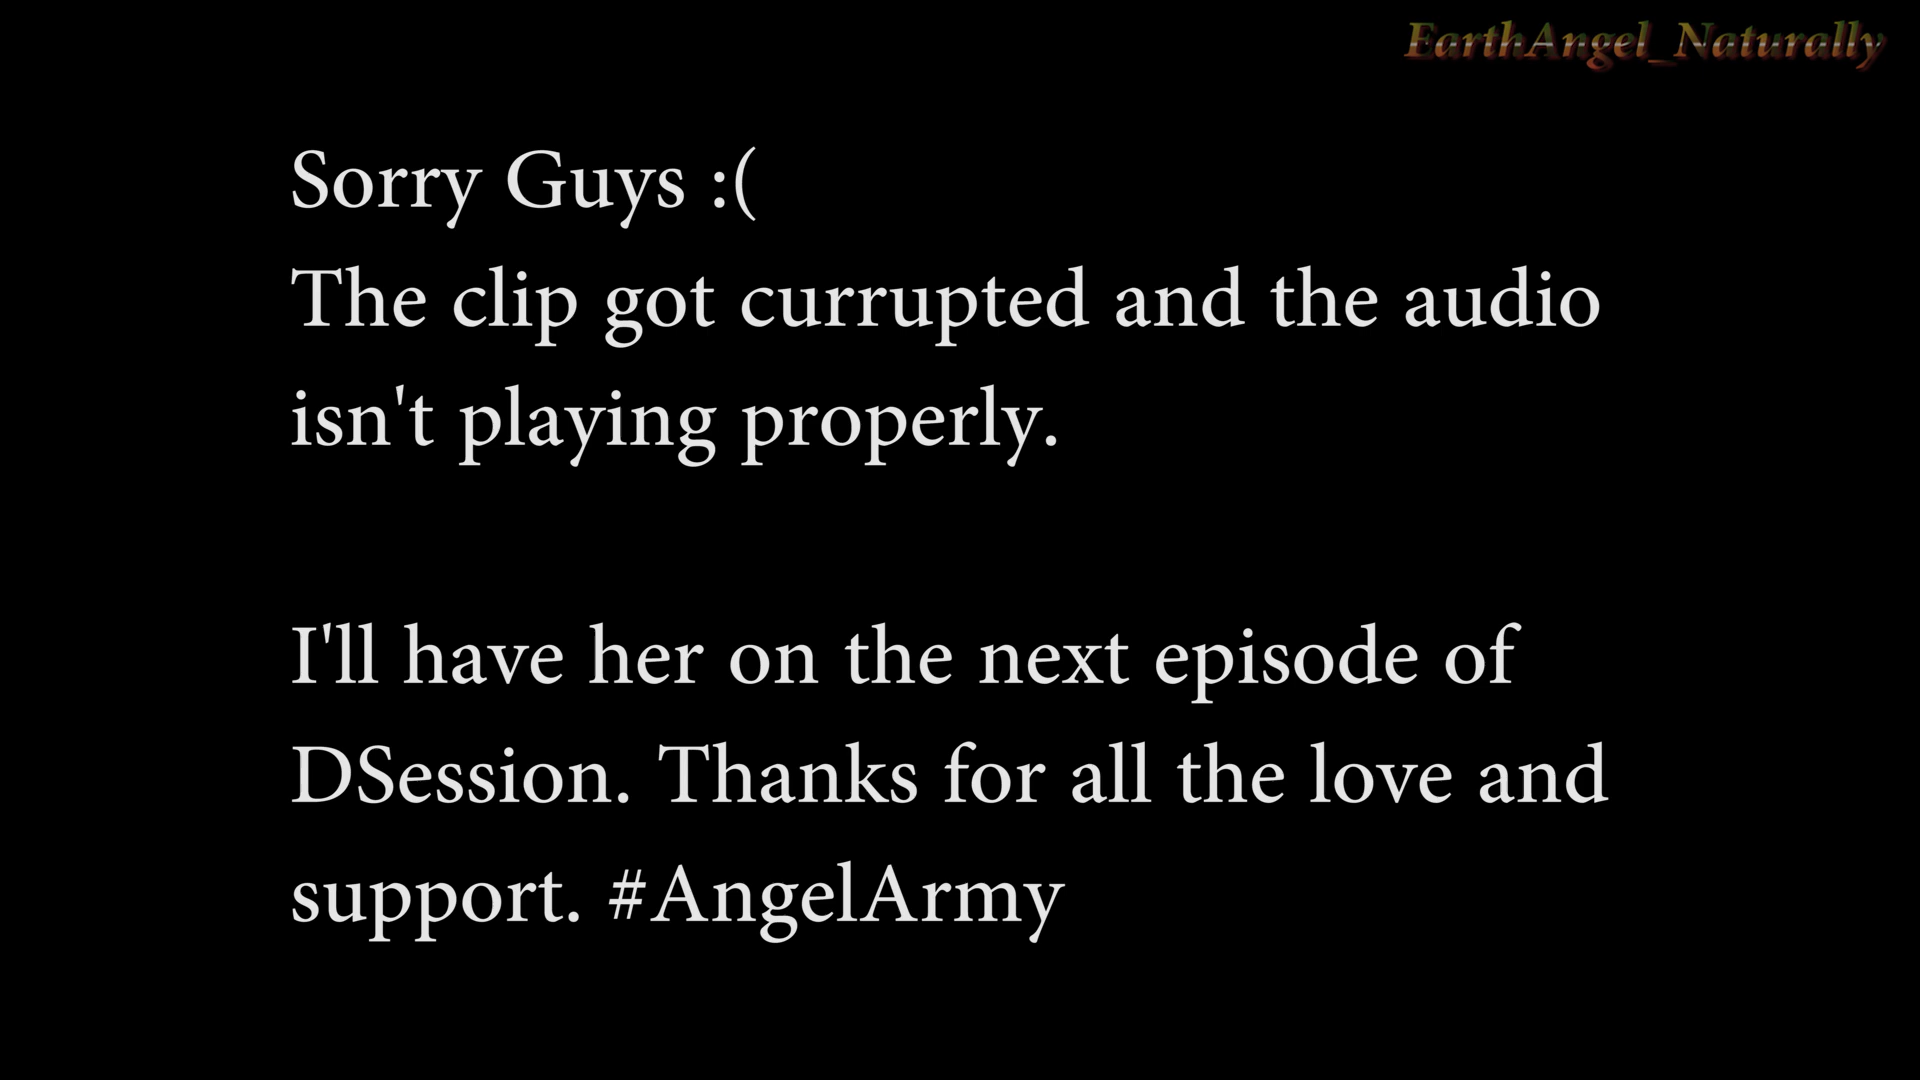 EarthAngel_Naturally
Sorry Guys :(
The clip got currupted and the audio
isn't playing properly.
I'll have her on the next episode of
DSession. Thanks for all the love and
support. #AngelArmy